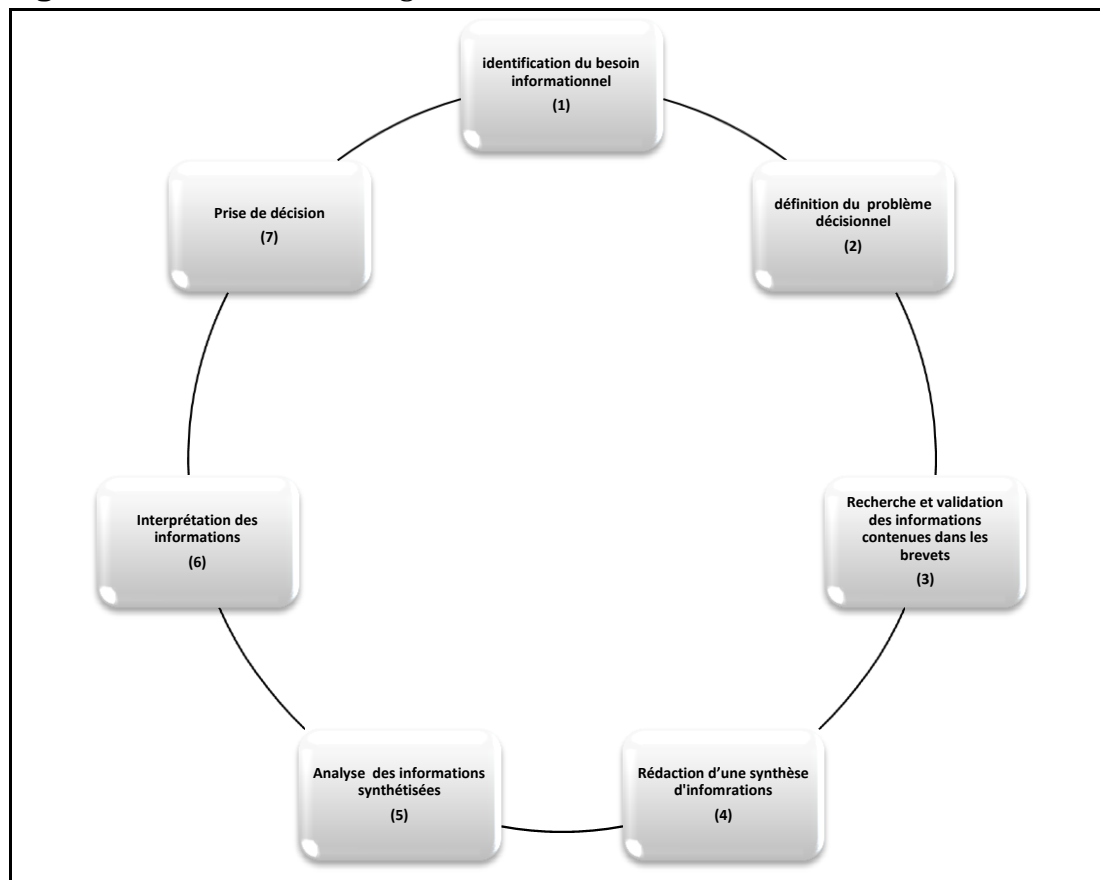 identification du besoin
informationnel
(1)
définition du problème
décisionnel
(2)
Recherche et validation
des informations
contenues dans les
brevets
(3)
Rédaction d’une synthèse
d'infomrations
(4)
Analyse des informations
synthétisées
(5)
Interprétation des
informations
(6)
Prise de décision
(7)